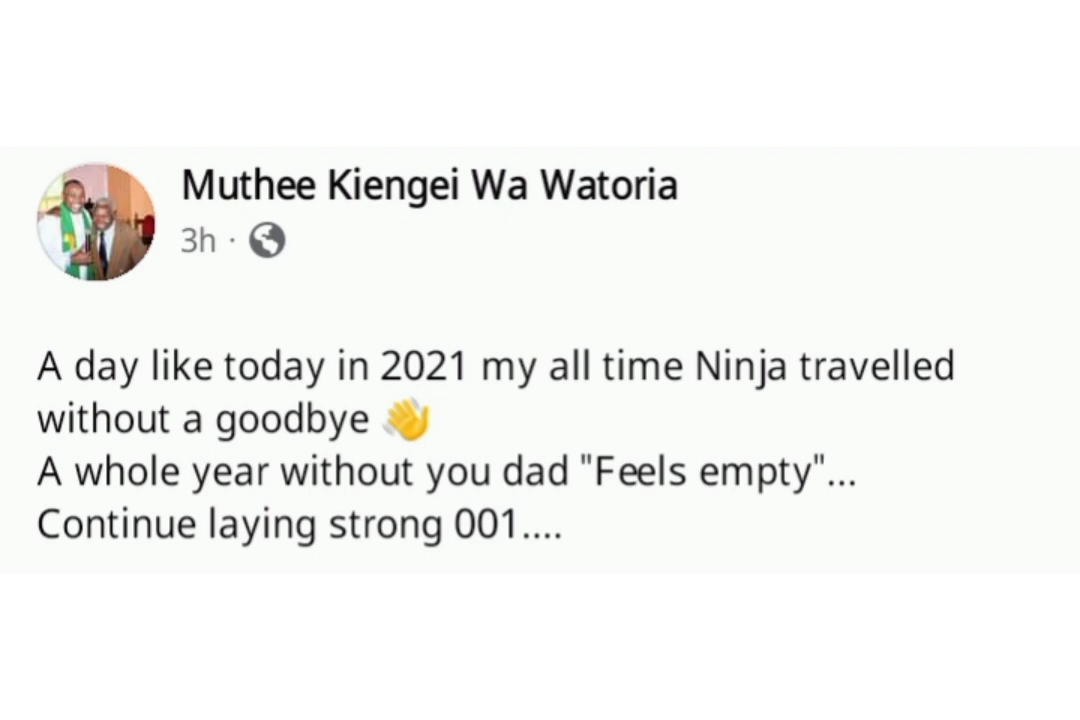 Muthee Kiengei Wa Watoria
3h ·
A day like today in 2021 my all time Ninja travelled
without a goodbye 👋
A whole year without you dad "Feels empty"...
Continue laying strong 001....